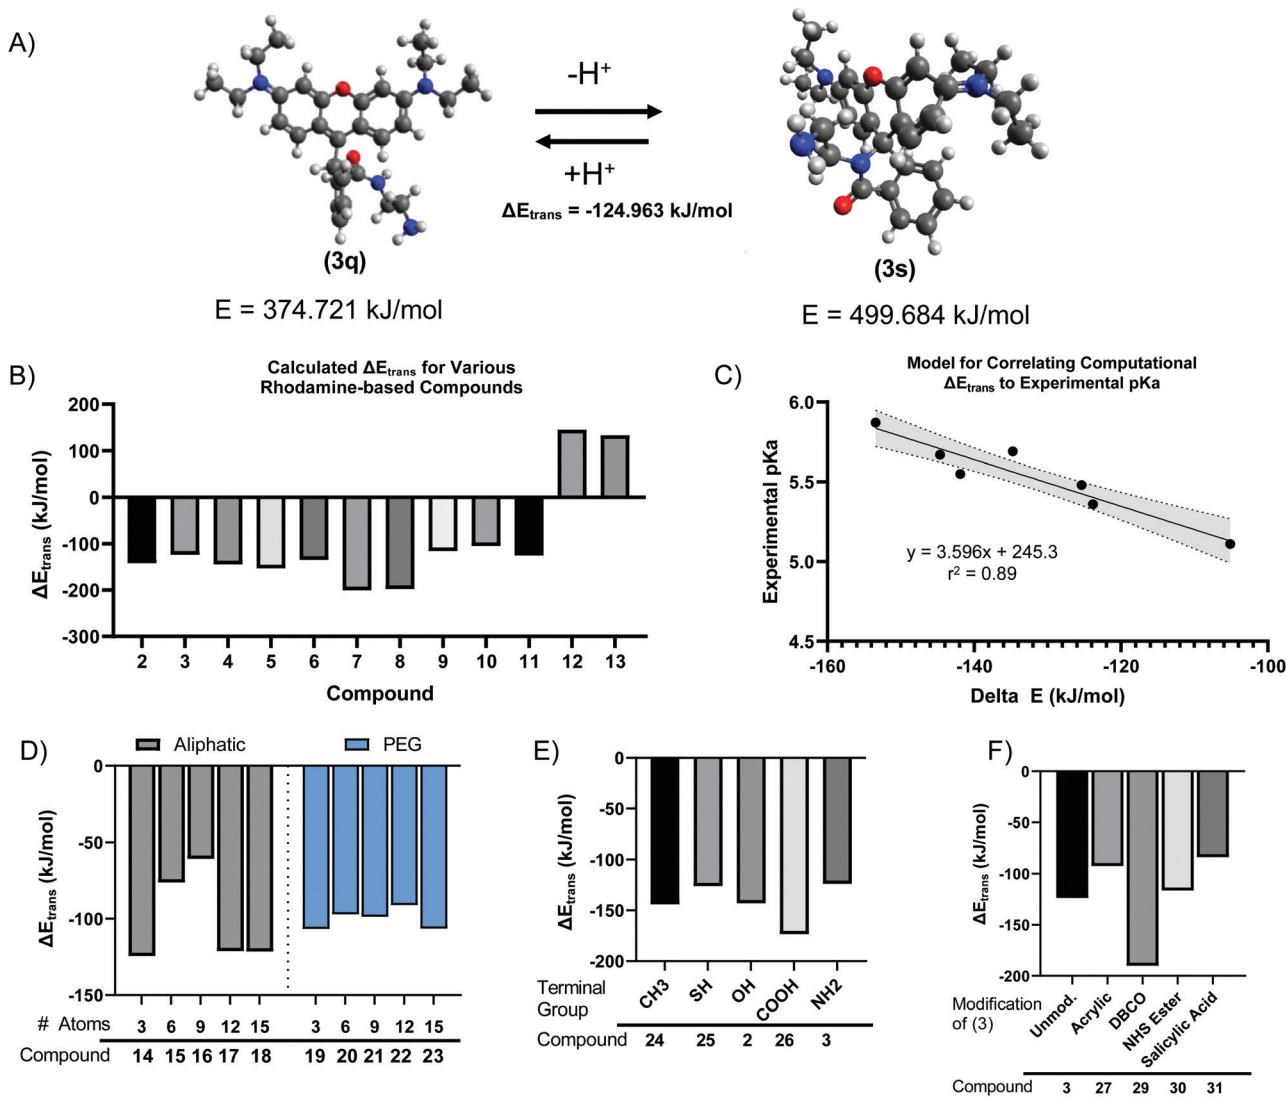 A)
-H⁺
+H⁺
ΔEtrans = -124.963 kJ/mol
(3q)
(3s)
E = 374.721 kJ/mol
E = 499.684 kJ/mol
B)
Calculated ΔEtrans for Various
Rhodamine-based Compounds
ΔEtrans (kJ/mol)
200
100
0
-100
-200
-300
2 3 4 5 6 7 8 9 10 11 12 13
Compound
C)
Model for Correlating Computational
ΔEtrans to Experimental pKa
Experimental pKa
6.0
5.5
5.0
4.5
y = 3.596x + 245.3
r² = 0.89
-160 -140 -120 -100
Delta E (kJ/mol)
D)
Aliphatic PEG
ΔEtrans (kJ/mol)
0
-50
-100
-150
# Atoms 3 6 9 12 15 3 6 9 12 15
Compound 14 15 16 17 18 19 20 21 22 23
E)
ΔEtrans (kJ/mol)
0
-50
-100
-150
-200
Terminal
Group
CH3 SH OH COOH NH2
Compound 24 25 2 26 3
F)
ΔEtrans (kJ/mol)
0
-50
-100
-150
-200
Modification
of (3)
Unmod. Acrylic DBCO NHS Ester Salicylic Acid
Compound 3 27 29 30 31